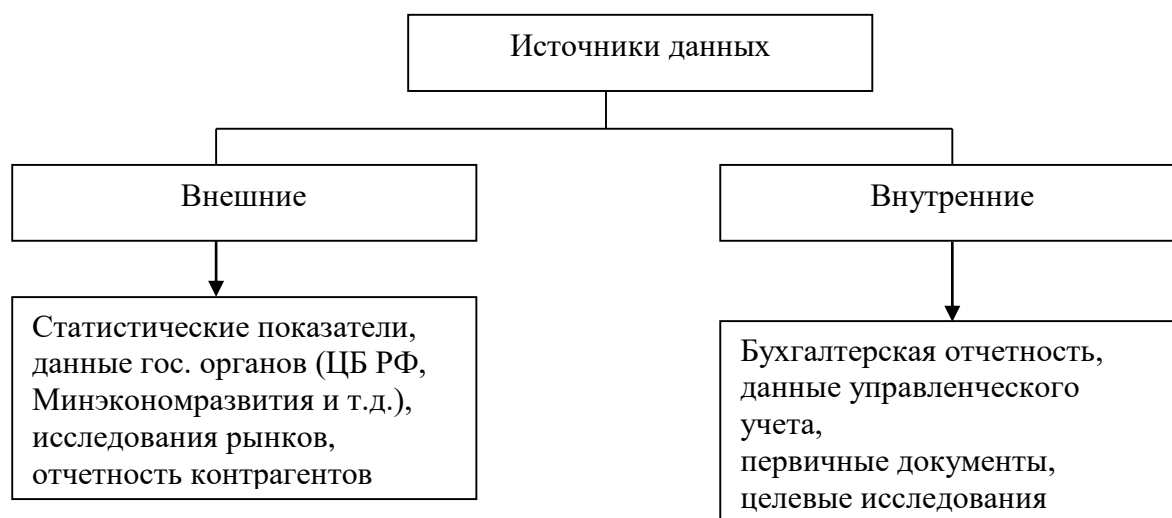 Источники данных
Внешние
Внутренние
Статистические показатели,
данные гос. органов (ЦБ РФ,
Минэкономразвития и т.д.),
исследования рынков,
отчетность контрагентов
Бухгалтерская отчетность,
данные управленческого
учета,
первичные документы,
целевые исследования